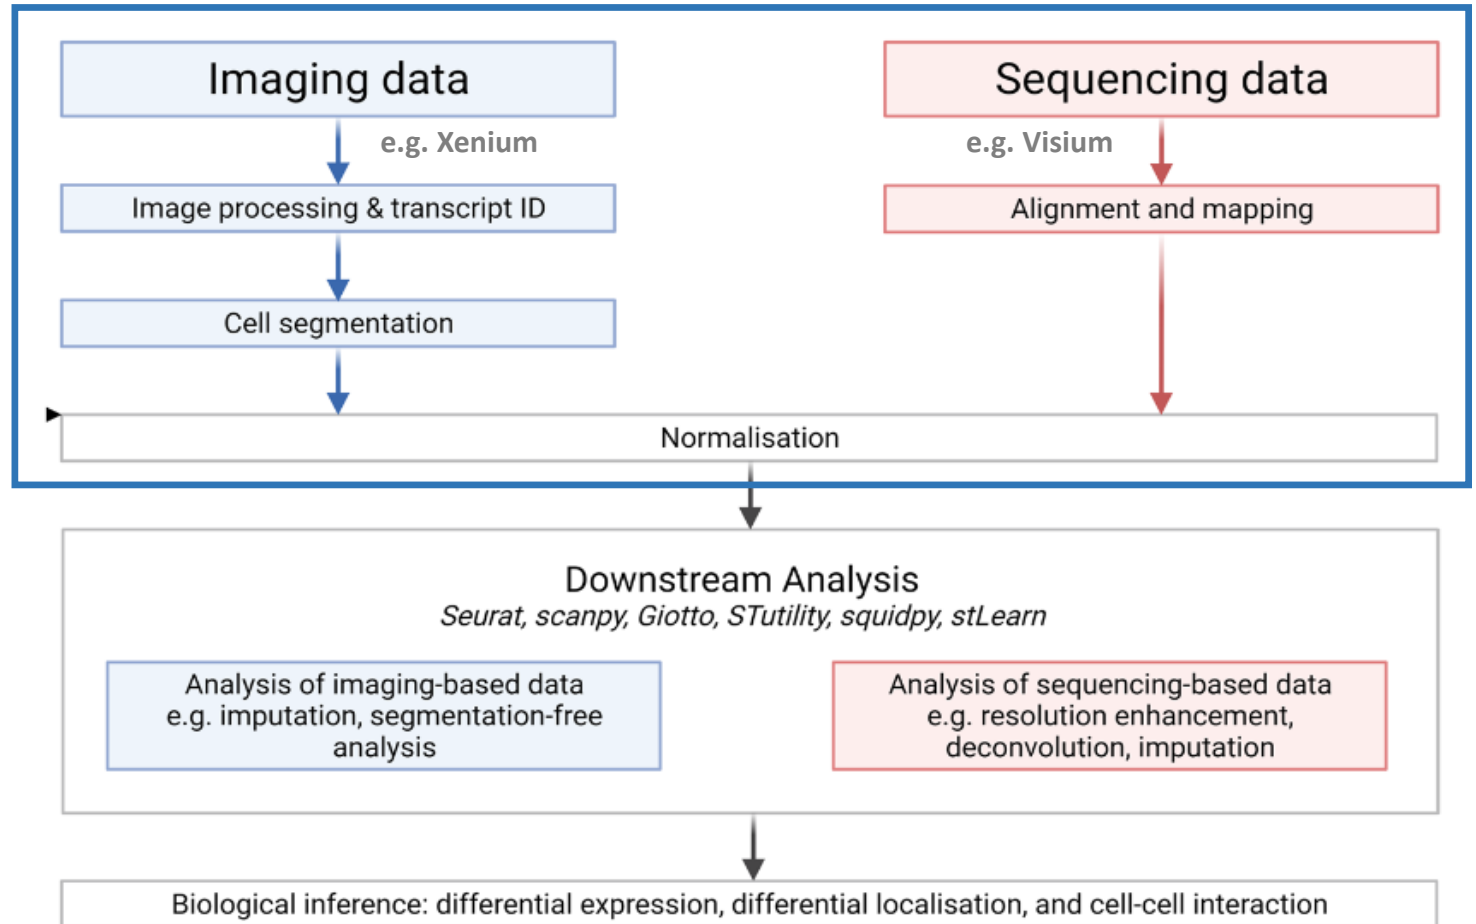 Imaging data
Sequencing data
e.g. Xenium
e.g. Visium
Image processing & transcript ID
Alignment and mapping
Cell segmentation
Normalisation
Downstream Analysis
Seurat, scanpy, Giotto, STutility, squidpy, stLearn
Analysis of imaging-based data
e.g. imputation, segmentation-free
analysis
Analysis of sequencing-based data
e.g. resolution enhancement,
deconvolution, imputation
Biological inference: differential expression, differential localisation, and cell-cell interaction